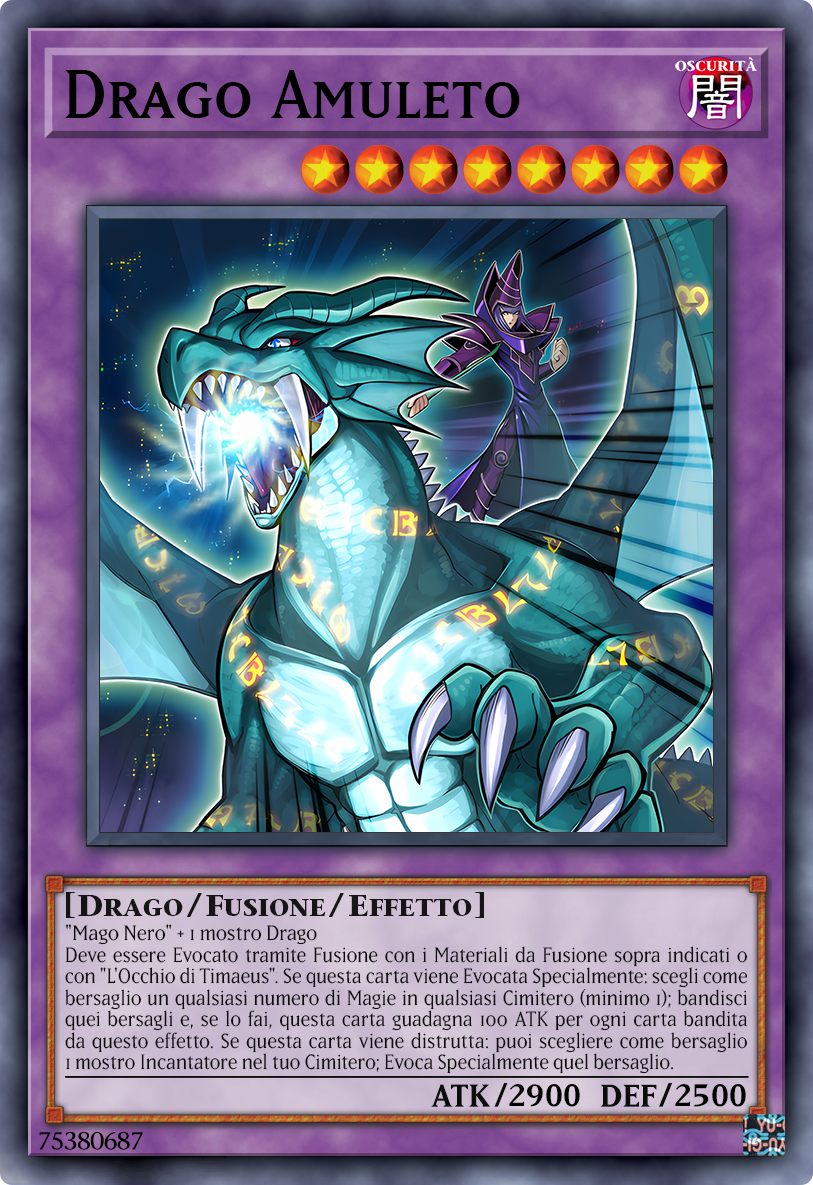 Drago Amuleto
OSCURITÀ
闇
[Drago/Fusione/Effetto]
"Mago Nero" + 1 mostro Drago
Deve essere Evocato tramite Fusione con i Materiali da Fusione sopra indicati o
con "L'Occhio di Timaeus". Se questa carta viene Evocata Specialmente: scegli come
bersaglio un qualsiasi numero di Magie in qualsiasi Cimitero (minimo 1); bandisci
quei bersagli e, se lo fai, questa carta guadagna 100 ATK per ogni carta bandita
da questo effetto. Se questa carta viene distrutta: puoi scegliere come bersaglio
1 mostro Incantatore nel tuo Cimitero; Evoca Specialmente quel bersaglio.
ATK/2900 DEF/2500
75380687